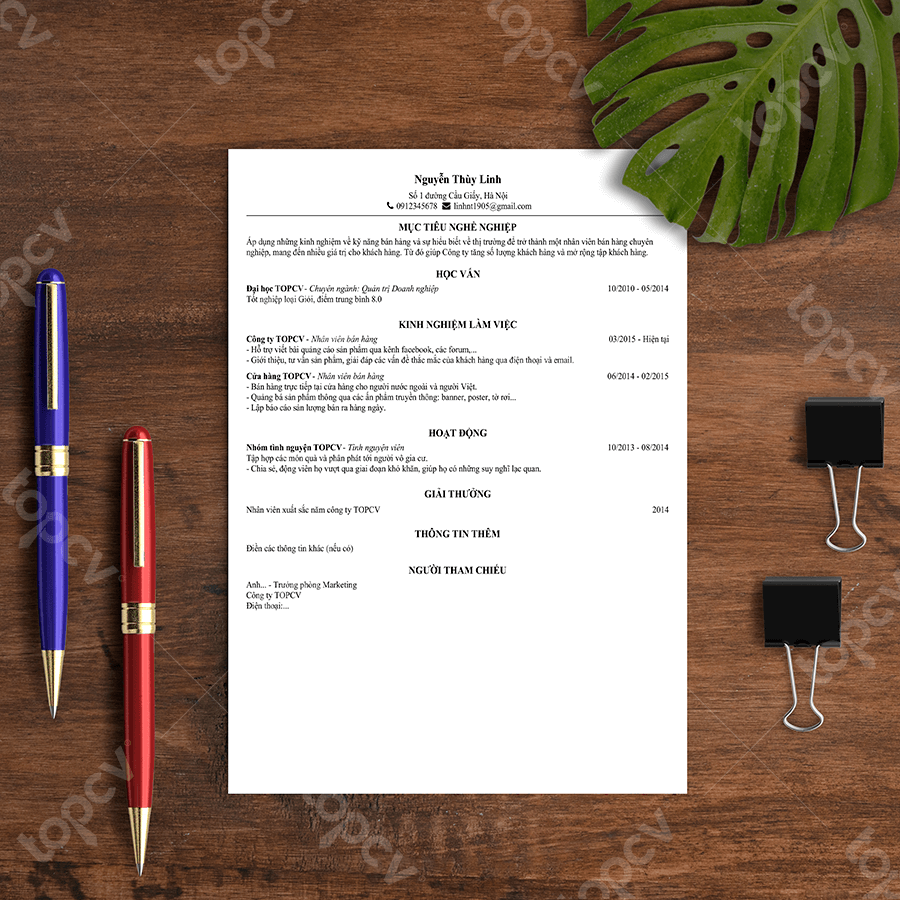 Nguyễn Thùy Linh
Số 1 đường Cầu Giấy, Hà Nội
0912345678 linhnt1905@gmail.com
MỤC TIÊU NGHỀ NGHIỆP
Áp dụng những kinh nghiệm về kỹ năng bán hàng và sự hiểu biết về thị trường để trở thành một nhân viên bán hàng chuyên
nghiệp, mang đến nhiều giá trị cho khách hàng. Từ đó giúp Công ty tăng số lượng khách hàng và mở rộng tập khách hàng.
HỌC VẤN
Đại học TOPCV - Chuyên ngành: Quản trị Doanh nghiệp 10/2010 - 05/2014
Tốt nghiệp loại Giỏi, điểm trung bình 8.0
KINH NGHIỆM LÀM VIỆC
Công ty TOPCV - Nhân viên bán hàng 03/2015 - Hiện tại
- Hỗ trợ viết bài quảng cáo sản phẩm qua kênh facebook, các forum,...
- Giới thiệu, tư vấn sản phẩm, giải đáp các vấn đề thắc mắc của khách hàng qua điện thoại và email.
Cửa hàng TOPCV - Nhân viên bán hàng 06/2014 - 02/2015
- Bán hàng trực tiếp tại cửa hàng cho người nước ngoài và người Việt.
- Quảng bá sản phẩm thông qua các ấn phẩm truyền thông: banner, poster, tờ rơi...
- Lập báo cáo sản lượng bán ra hàng ngày.
HOẠT ĐỘNG
Nhóm tình nguyện TOPCV - Tình nguyện viên 10/2013 - 08/2014
Tập hợp các món quà và phân phát tới người vô gia cư.
- Chia sẻ, động viên họ vượt qua giai đoạn khó khăn, giúp họ có những suy nghĩ lạc quan.
GIẢI THƯỞNG
Nhân viên xuất sắc năm công ty TOPCV 2014
THÔNG TIN THÊM
Điền các thông tin khác (nếu có)
NGƯỜI THAM CHIẾU
Anh... - Trưởng phòng Marketing
Công ty TOPCV
Điện thoại:...
topcv
topcv
topcv
topcv
topcv
topcv
topcv